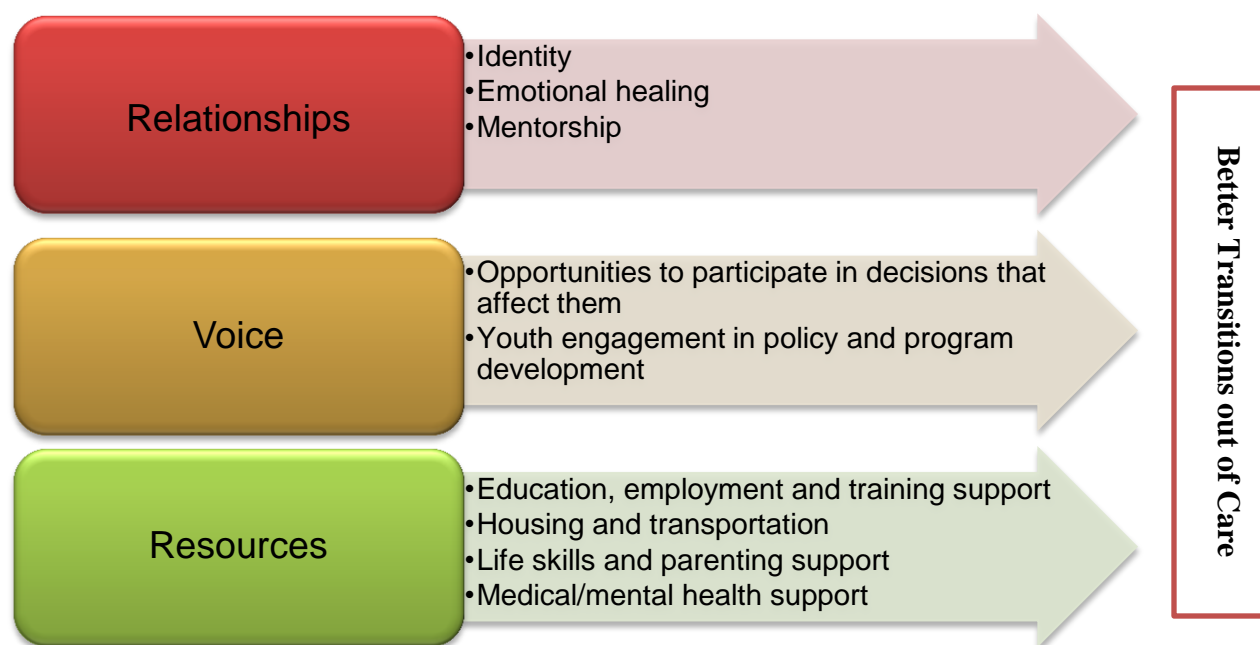 Relationships
•Identity
•Emotional healing
•Mentorship
Voice
•Opportunities to participate in decisions that
affect them
•Youth engagement in policy and program
development
Resources
•Education, employment and training support
•Housing and transportation
•Life skills and parenting support
•Medical/mental health support
Better Transitions out of Care